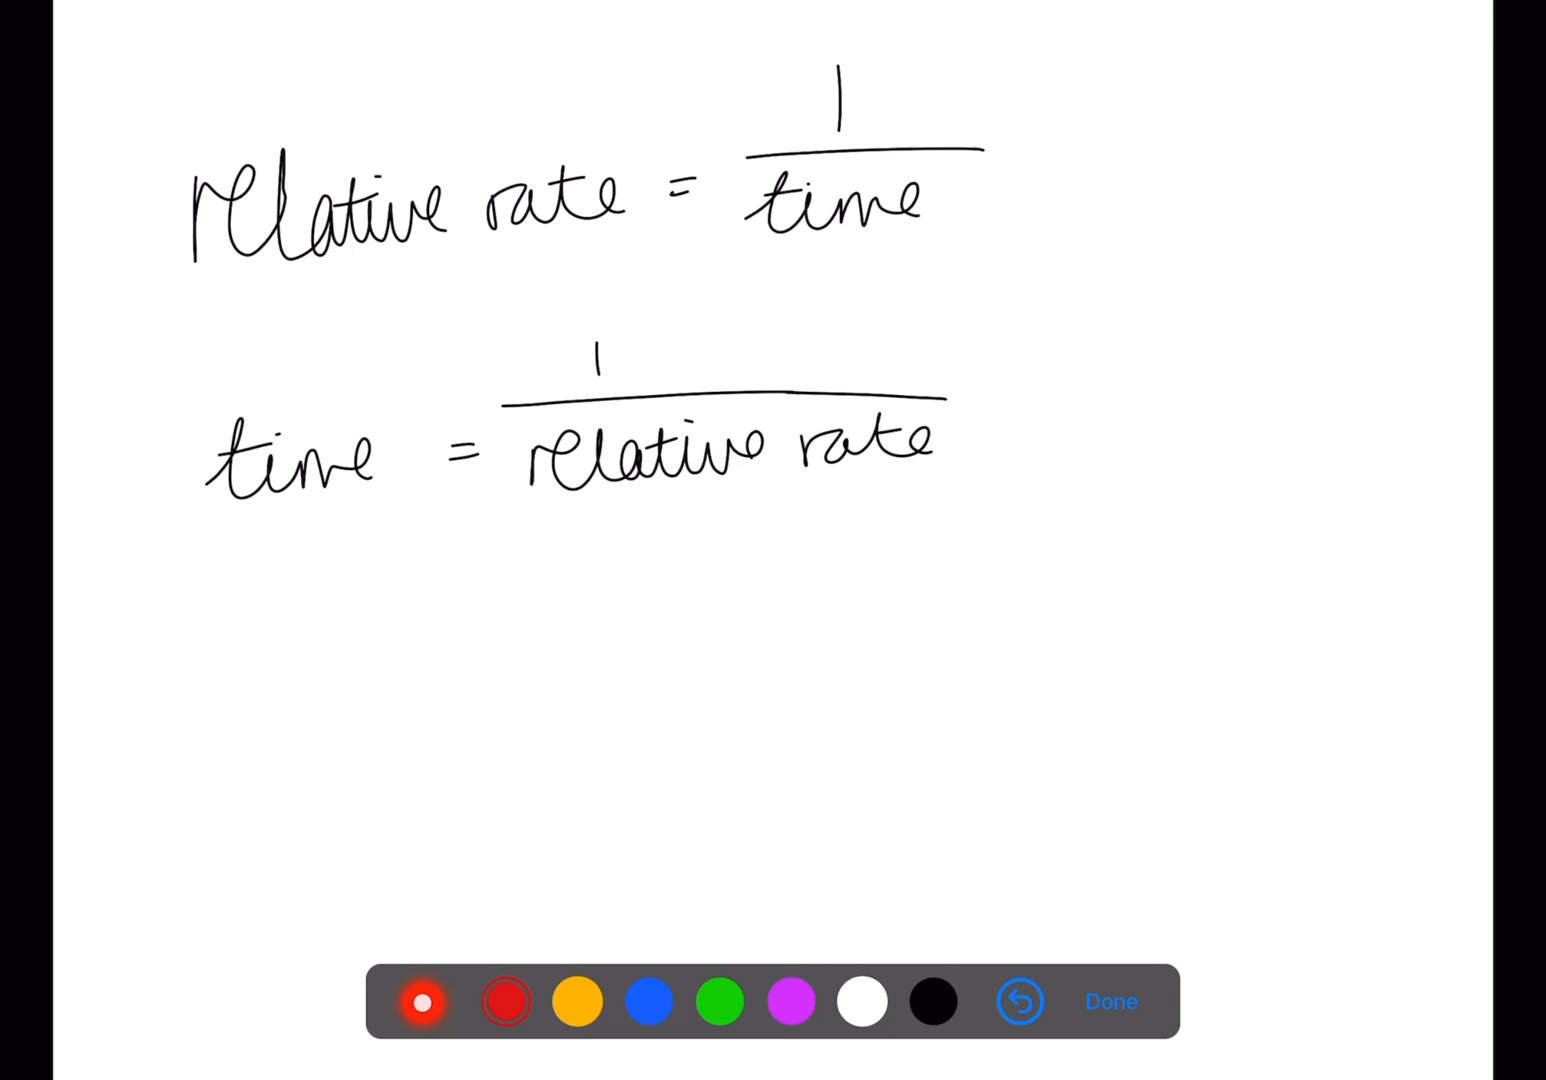 relative rate = 1/time
time = 1/relative rate
Done